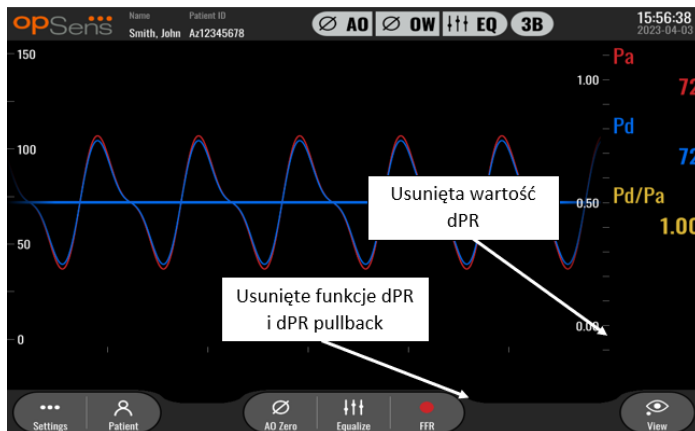 opSens
Name Patient ID
Smith, John Az12345678
AO OW EQ 3B
15:56:38
2023-04-03
150
100
50
0
1.00
0.50
0.00
Pa
72
Pd
72
Pd/Pa
1.00
Usunięta wartość
dPR
Usunięte funkcje dPR
i dPR pullback
Settings Patient AO Zero Equalize FFR View